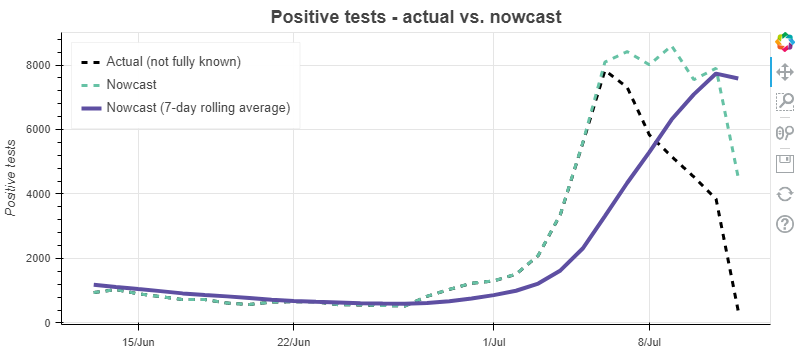 Positive tests - actual vs. nowcast
Actual (not fully known)
Nowcast
Nowcast (7-day rolling average)
Positive tests
8000
6000
4000
2000
0
15/Jun
22/Jun
1/Jul
8/Jul
?